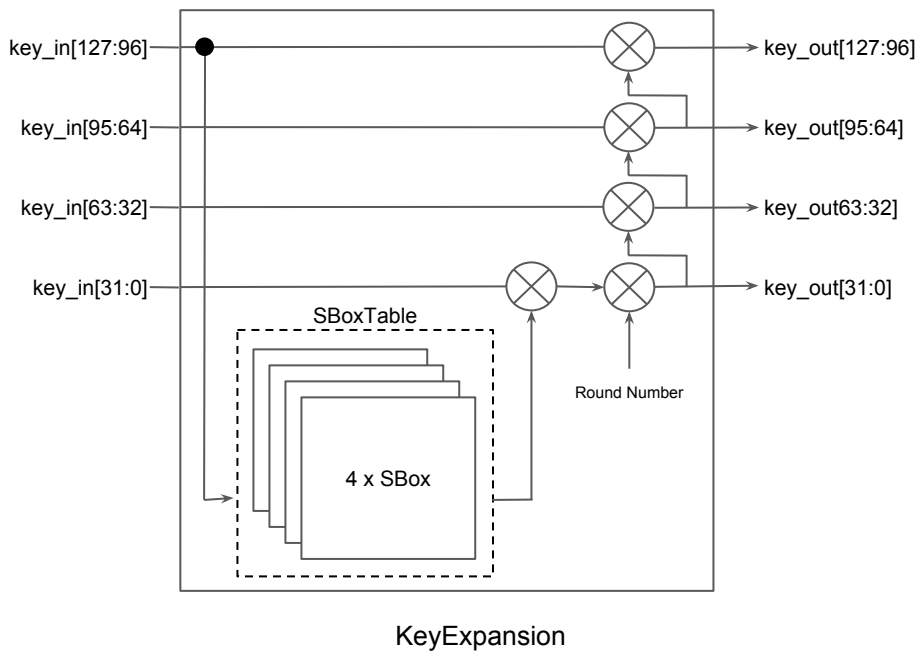 key_in[127:96]
key_out[127:96]
key_in[95:64]
key_out[95:64]
key_in[63:32]
key_out63:32]
key_in[31:0]
key_out[31:0]
SBoxTable
Round Number
4 x SBox
KeyExpansion